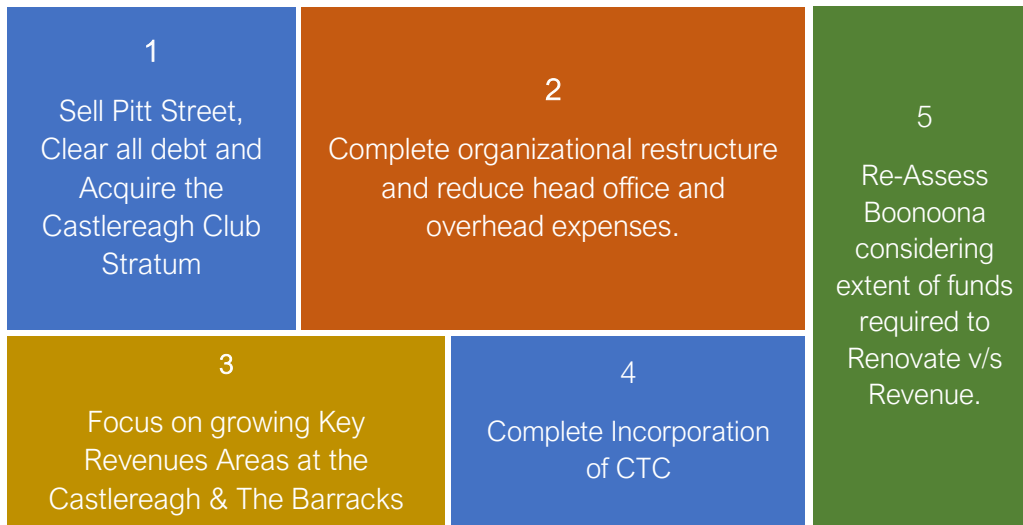 1
Sell Pitt Street,
Clear all debt and
Acquire the
Castlereagh Club
Stratum
2
Complete organizational restructure
and reduce head office and
overhead expenses.
3
Focus on growing Key
Revenues Areas at the
Castlereagh & The Barracks
4
Complete Incorporation
of CTC
5
Re-Assess
Boonoona
considering
extent of funds
required to
Renovate v/s
Revenue.